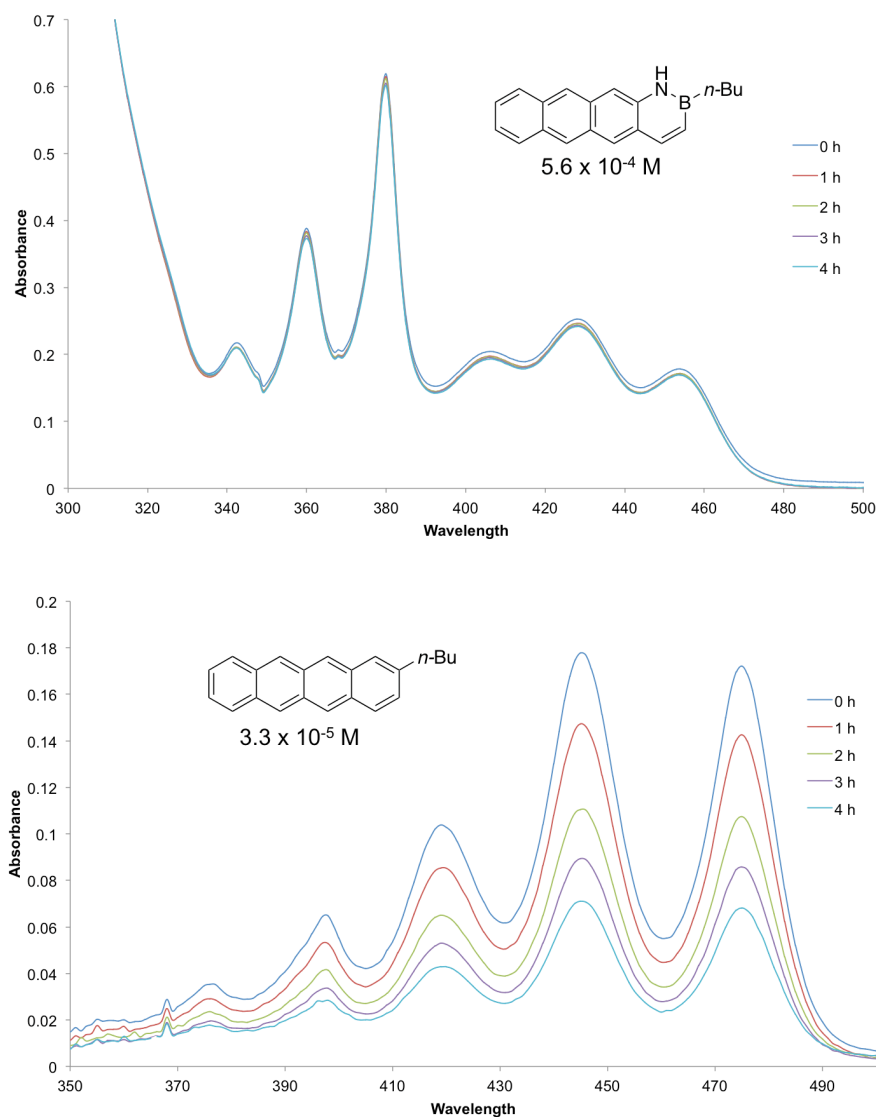 0.7
0.6
0.5
0.4
0.3
0.2
0.1
0
Absorbance
H
N
B
n-Bu
5.6 x 10-4 M
0 h
1 h
2 h
3 h
4 h
300 320 340 360 380 400 420 440 460 480 500
Wavelength
0.2
0.18
0.16
0.14
0.12
0.1
0.08
0.06
0.04
0.02
0
Absorbance
n-Bu
3.3 x 10-5 M
0 h
1 h
2 h
3 h
4 h
350 370 390 410 430 450 470 490
Wavelength